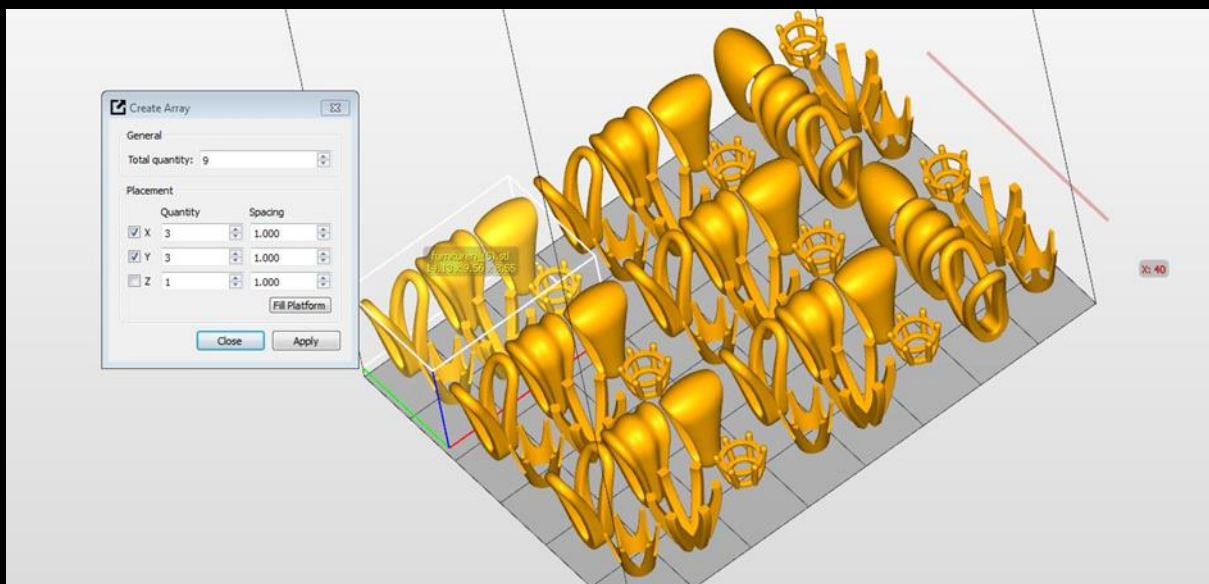 Create Array
General
Total quantity: 9
Placement
Quantity Spacing
X 3 1.000
Y 3 1.000
Z 1 1.000
Fill Platform
Close Apply
X: 40